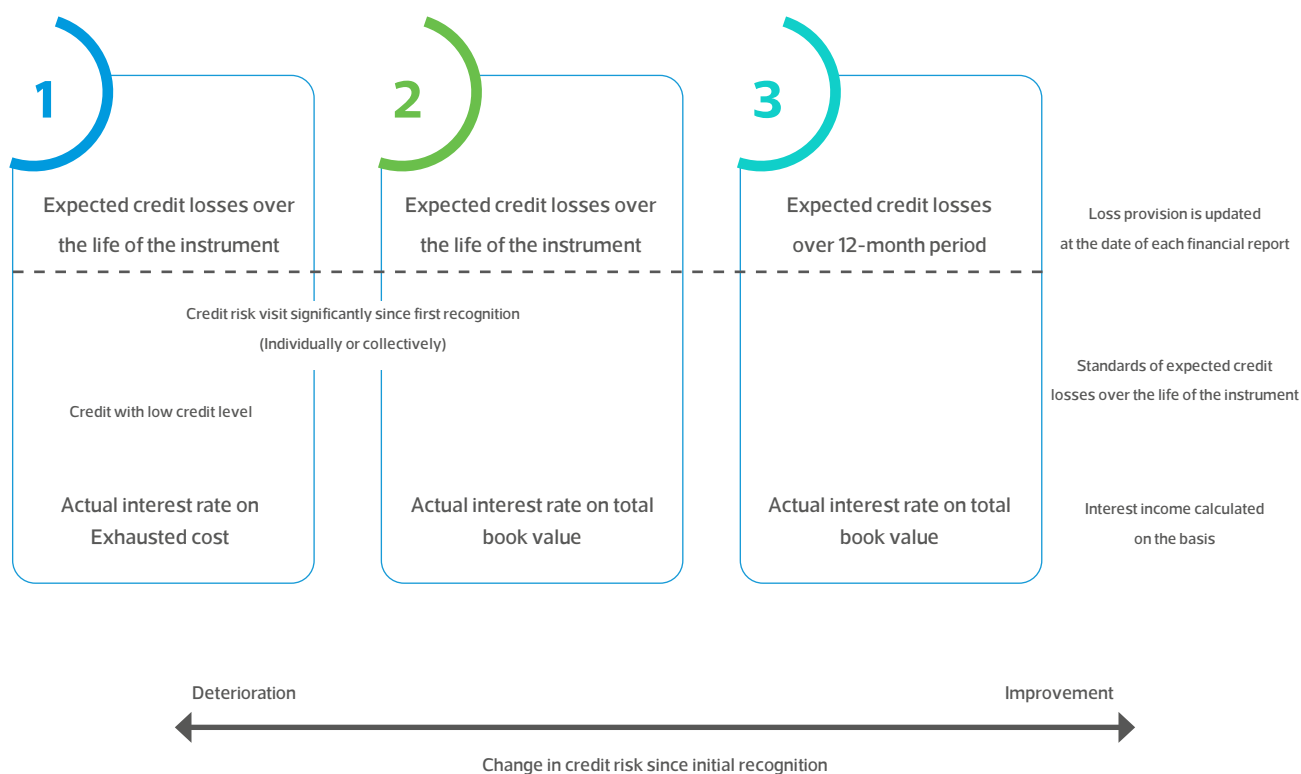 1
2
3
Expected credit losses over
the life of the instrument
Expected credit losses over
the life of the instrument
Expected credit losses
over 12-month period
Loss provision is updated
at the date of each financial report
Credit risk visit significantly since first recognition
(Individually or collectively)
Standards of expected credit
losses over the life of the instrument
Credit with low credit level
Actual interest rate on
Exhausted cost
Actual interest rate on total
book value
Actual interest rate on total
book value
Interest income calculated
on the basis
Deterioration
Improvement
Change in credit risk since initial recognition